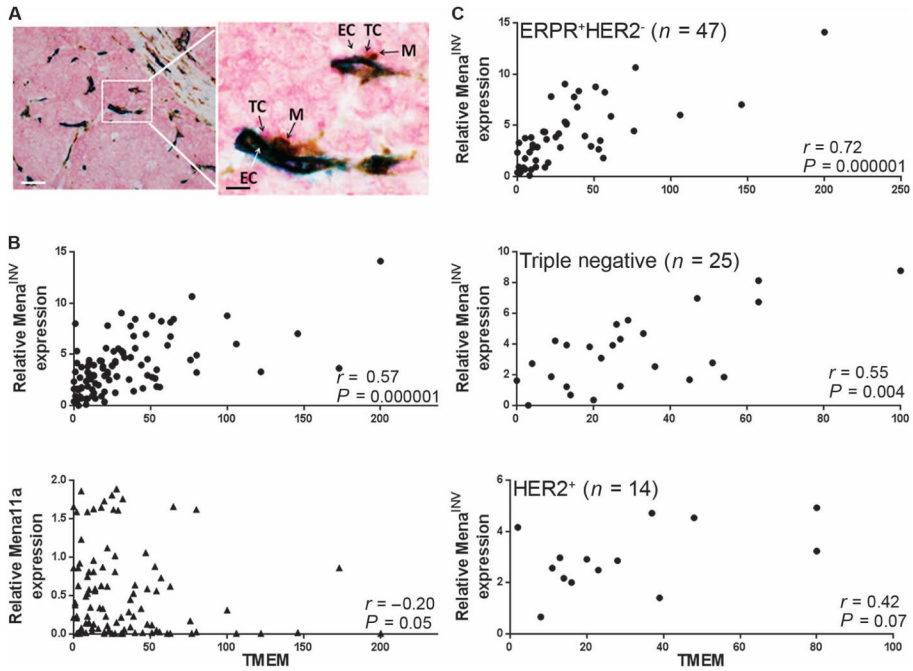 A
EC TC
M
TC
M
EC
B
Relative Mena^INV
expression
15
10
5
0
0 50 100 150 200
r = 0.57
P = 0.000001
Relative Mena11a
expression
2.0
1.5
1.0
0.5
0.0
0 50 100 150 200
r = −0.20
P = 0.05
TMEM
C
ERPR⁺HER2⁻ (n = 47)
Relative Mena^INV
expression
15
10
5
0
0 50 100 150 200 250
r = 0.72
P = 0.000001
Triple negative (n = 25)
Relative Mena^INV
expression
10
8
6
4
2
0
0 20 40 60 80 100
r = 0.55
P = 0.004
HER2⁺ (n = 14)
Relative Mena^INV
expression
6
4
2
0
0 20 40 60 80 100
r = 0.42
P = 0.07
TMEM